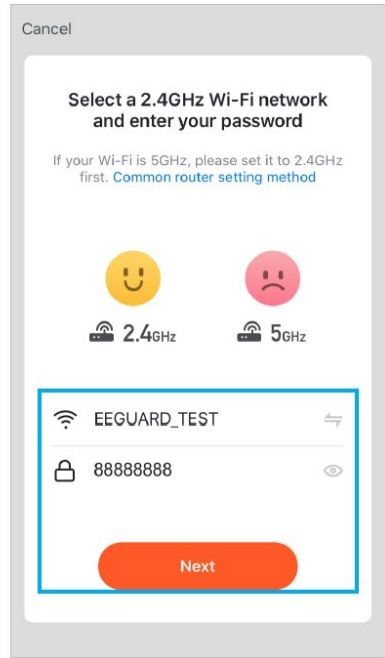 Cancel
Select a 2.4GHz Wi-Fi network
and enter your password
If your Wi-Fi is 5GHz, please set it to 2.4GHz
first. Common router setting method
2.4GHz
5GHz
EEGUARD_TEST
88888888
Next